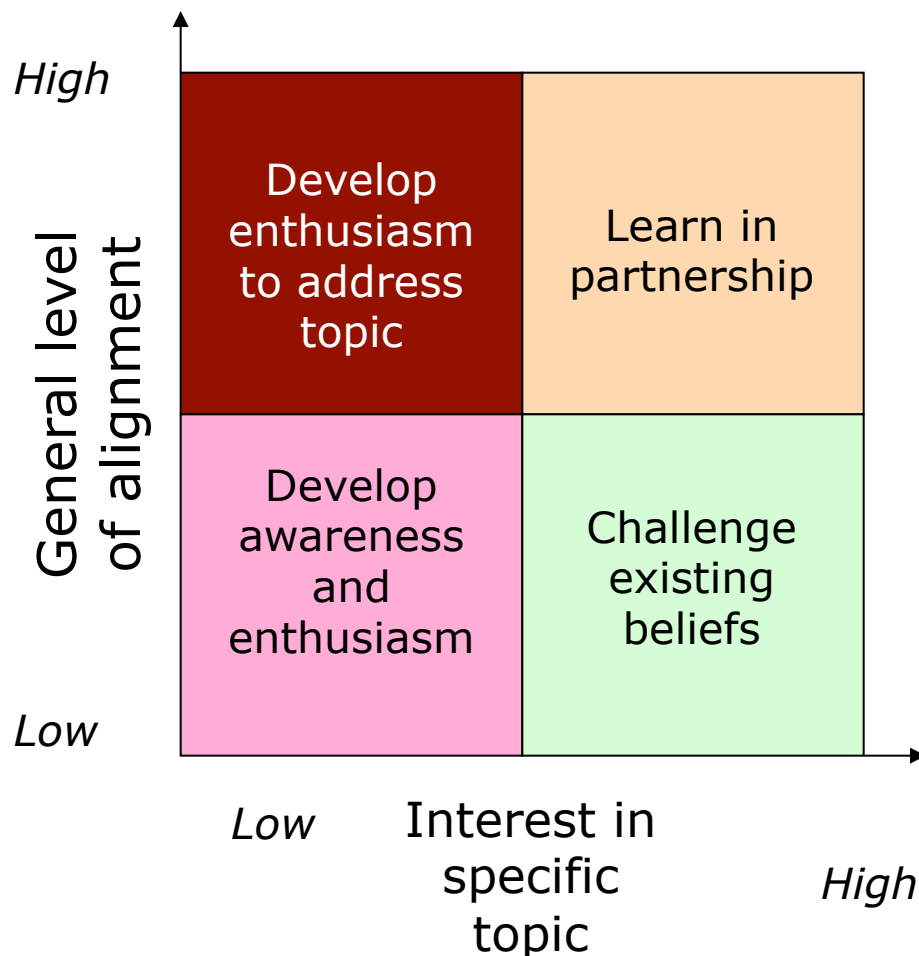 High
General level
of alignment
Low
Develop
enthusiasm
to address
topic
Learn in
partnership
Develop
awareness
and
enthusiasm
Challenge
existing
beliefs
Low
Interest in
specific
topic
High